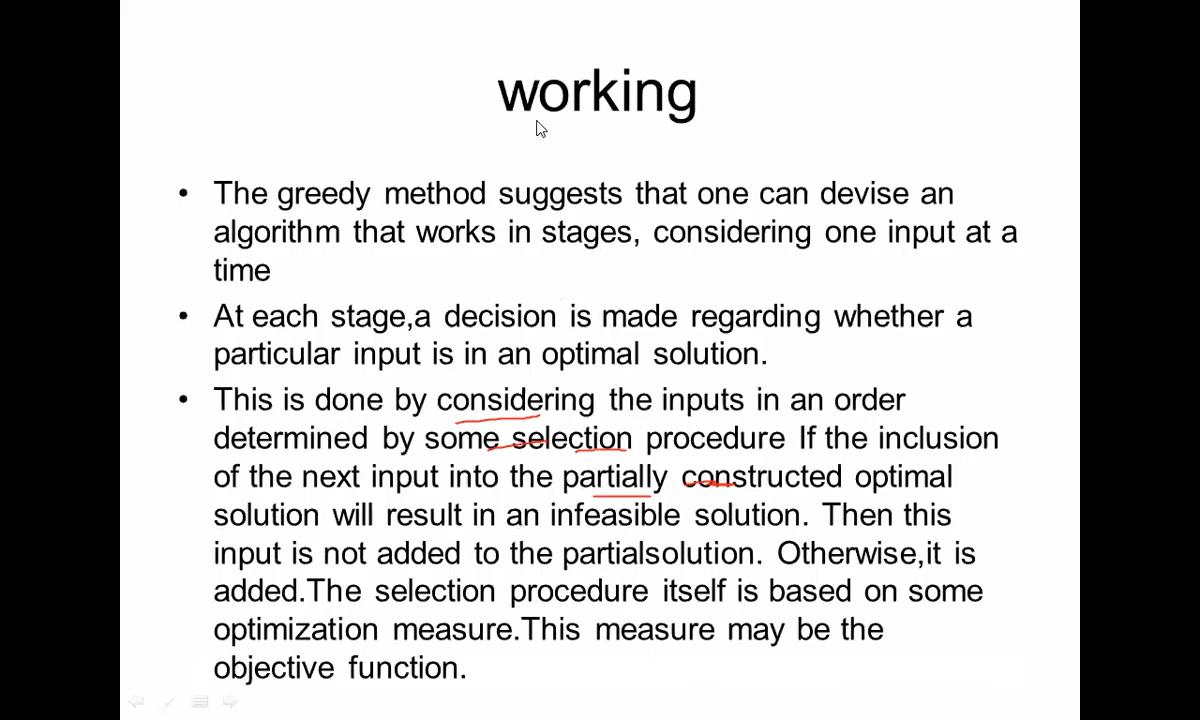 working
• The greedy method suggests that one can devise an
algorithm that works in stages, considering one input at a
time
• At each stage,a decision is made regarding whether a
particular input is in an optimal solution.
• This is done by considering the inputs in an order
determined by some selection procedure If the inclusion
of the next input into the partially constructed optimal
solution will result in an infeasible solution. Then this
input is not added to the partialsolution. Otherwise,it is
added.The selection procedure itself is based on some
optimization measure.This measure may be the
objective function.